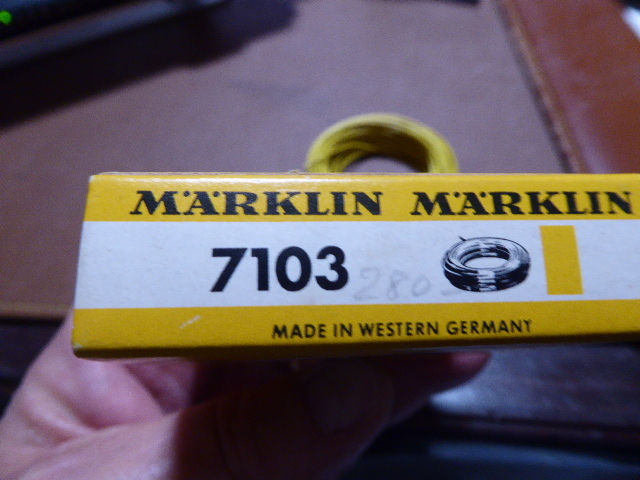 MÄRKLIN MÄRKLIN
7103 280
MADE IN WESTERN GERMANY